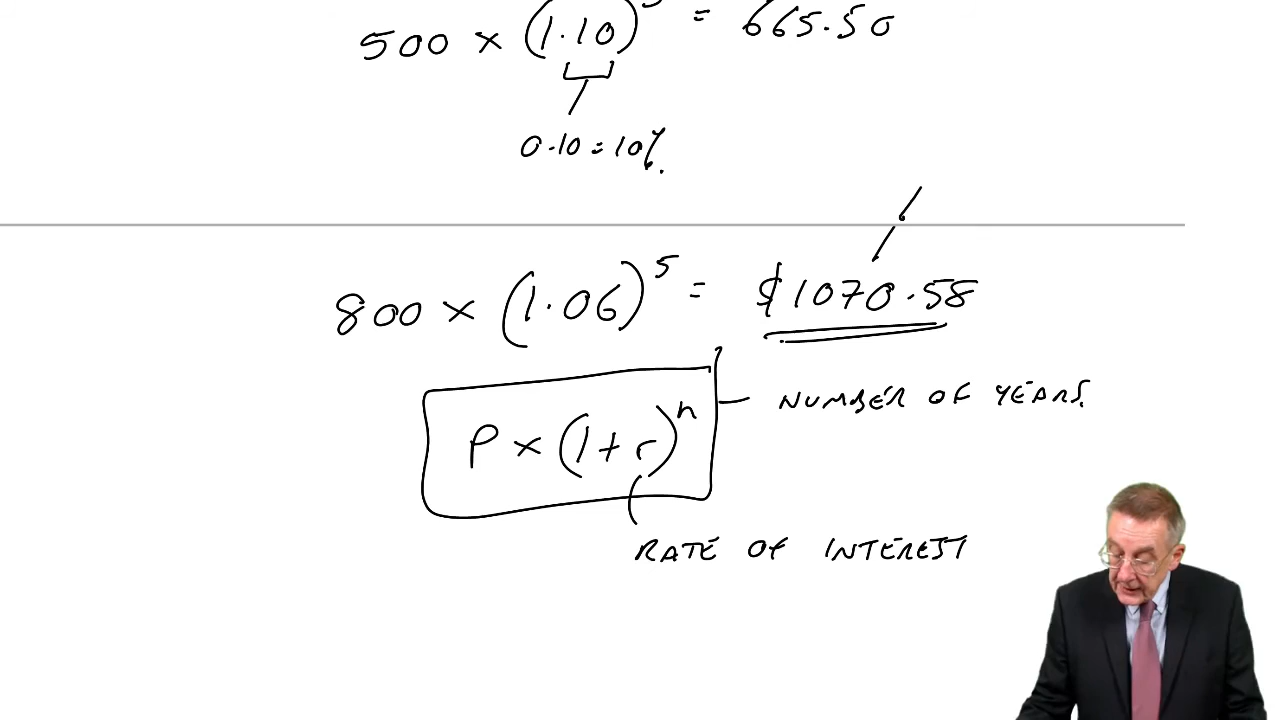 500 × (1.10) = 665.50
0.10 = 10%
800 × (1.06)^5 = $1070.58
NUMBER OF YEARS.
P × (1 + r)^n
RATE OF INTEREST